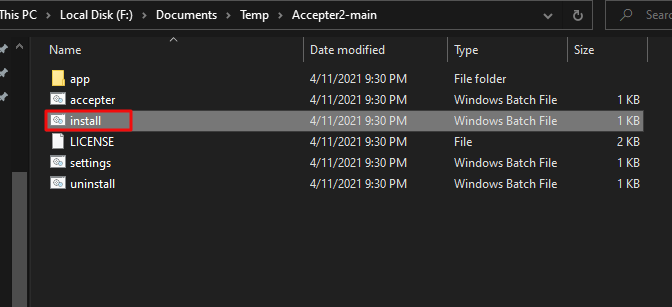 This PC > Local Disk (F:) > Documents > Temp > Accepter2-main
Name Date modified Type Size
app 4/11/2021 9:30 PM File folder
accepter 4/11/2021 9:30 PM Windows Batch File 1 KB
install 4/11/2021 9:30 PM Windows Batch File 1 KB
LICENSE 4/11/2021 9:30 PM File 2 KB
settings 4/11/2021 9:30 PM Windows Batch File 1 KB
uninstall 4/11/2021 9:30 PM Windows Batch File 1 KB